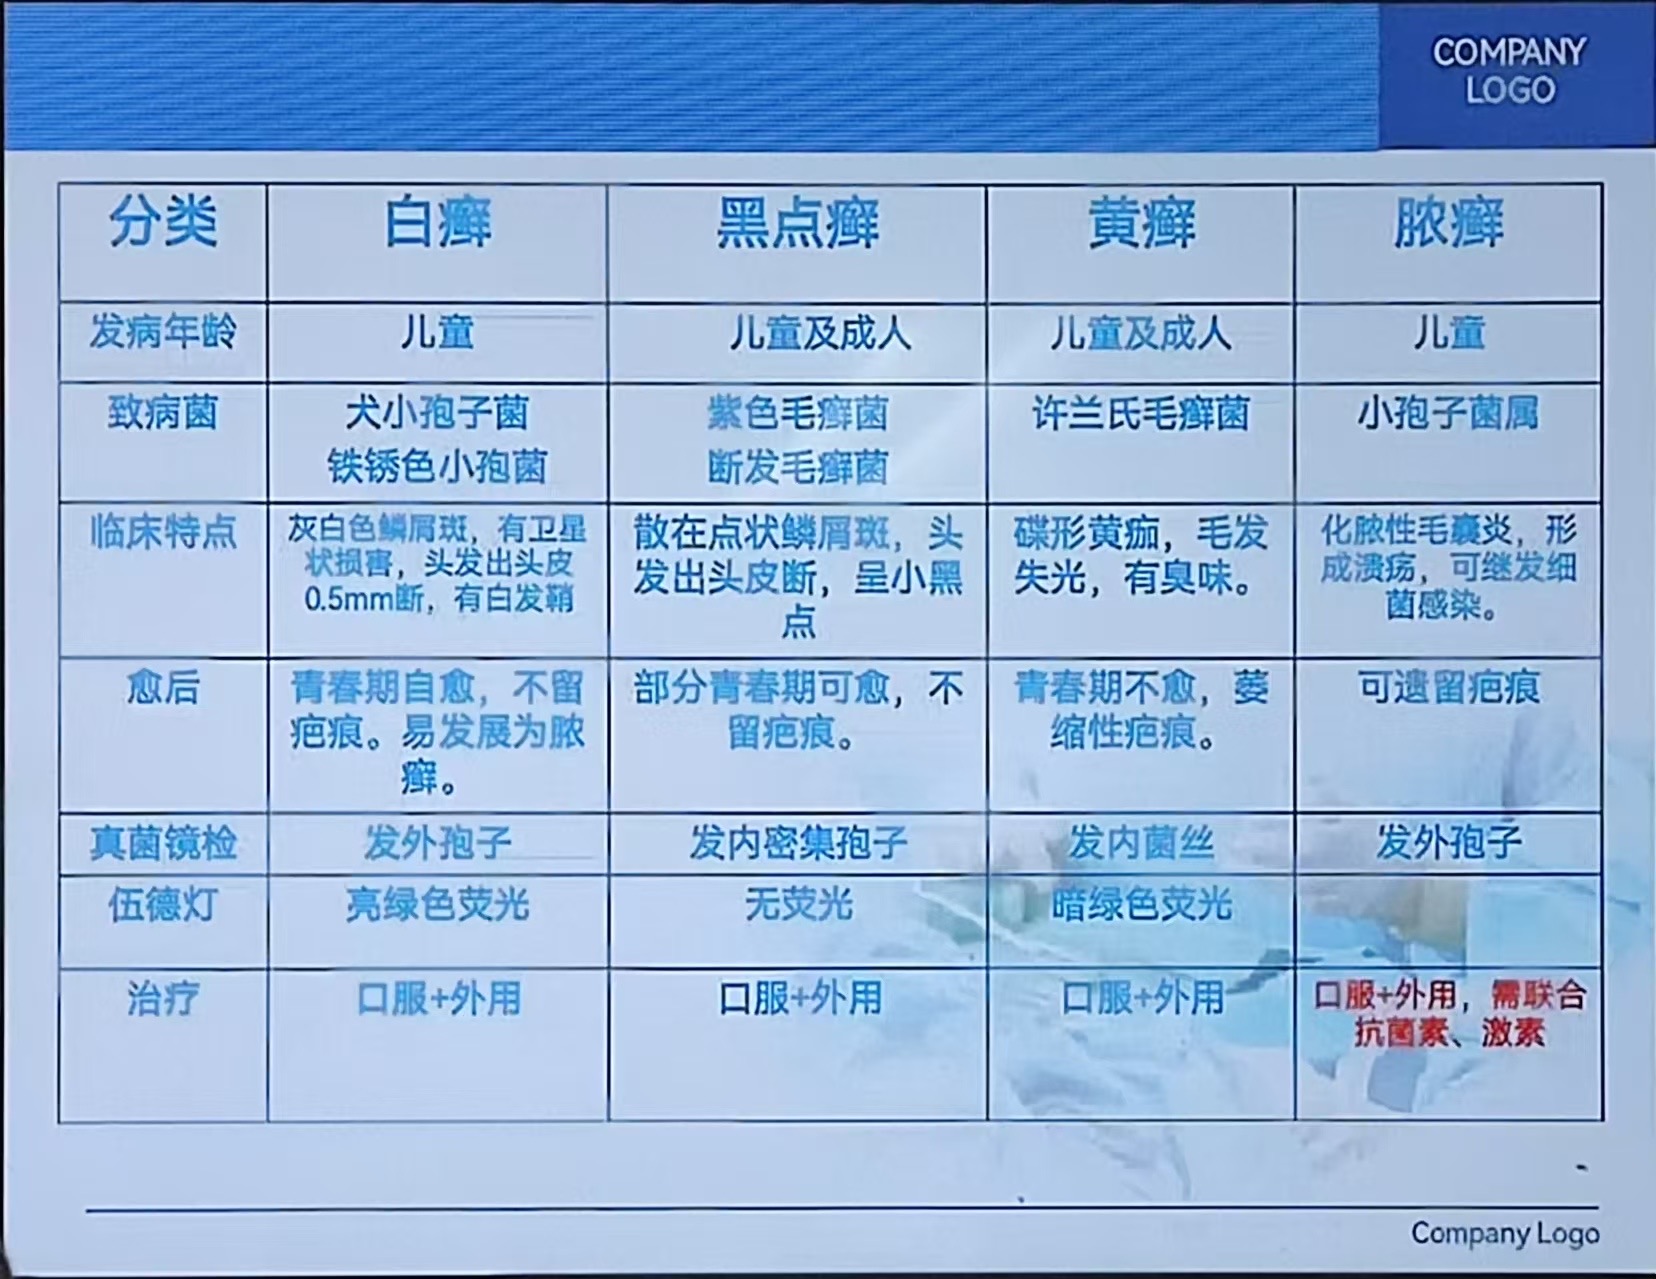 COMPANY
LOGO
分类 白癣 黑点癣 黄癣 脓癣
发病年龄 儿童 儿童及成人 儿童及成人 儿童
致病菌 犬小孢子菌 紫色毛癣菌 许兰氏毛癣菌 小孢子菌属
铁锈色小孢菌 断发毛癣菌
临床特点 灰白色鳞屑斑，有卫星 散在点状鳞屑斑，头 碟形黄痂，毛发 化脓性毛囊炎，形
状损害，头发出头皮 发出头皮断，呈小黑 失光，有臭味。 成溃疡，可继发细
0.5mm断，有白发鞘 点 菌感染。
愈后 青春期自愈，不留 部分青春期可愈，不 青春期不愈，萎 可遗留疤痕
疤痕。易发展为脓 留疤痕。 缩性疤痕。
癣。
真菌镜检 发外孢子 发内密集孢子 发内菌丝 发外孢子
伍德灯 亮绿色荧光 无荧光 暗绿色荧光
治疗 口服+外用 口服+外用 口服+外用 口服+外用，需联合
抗菌素、激素
Company Logo